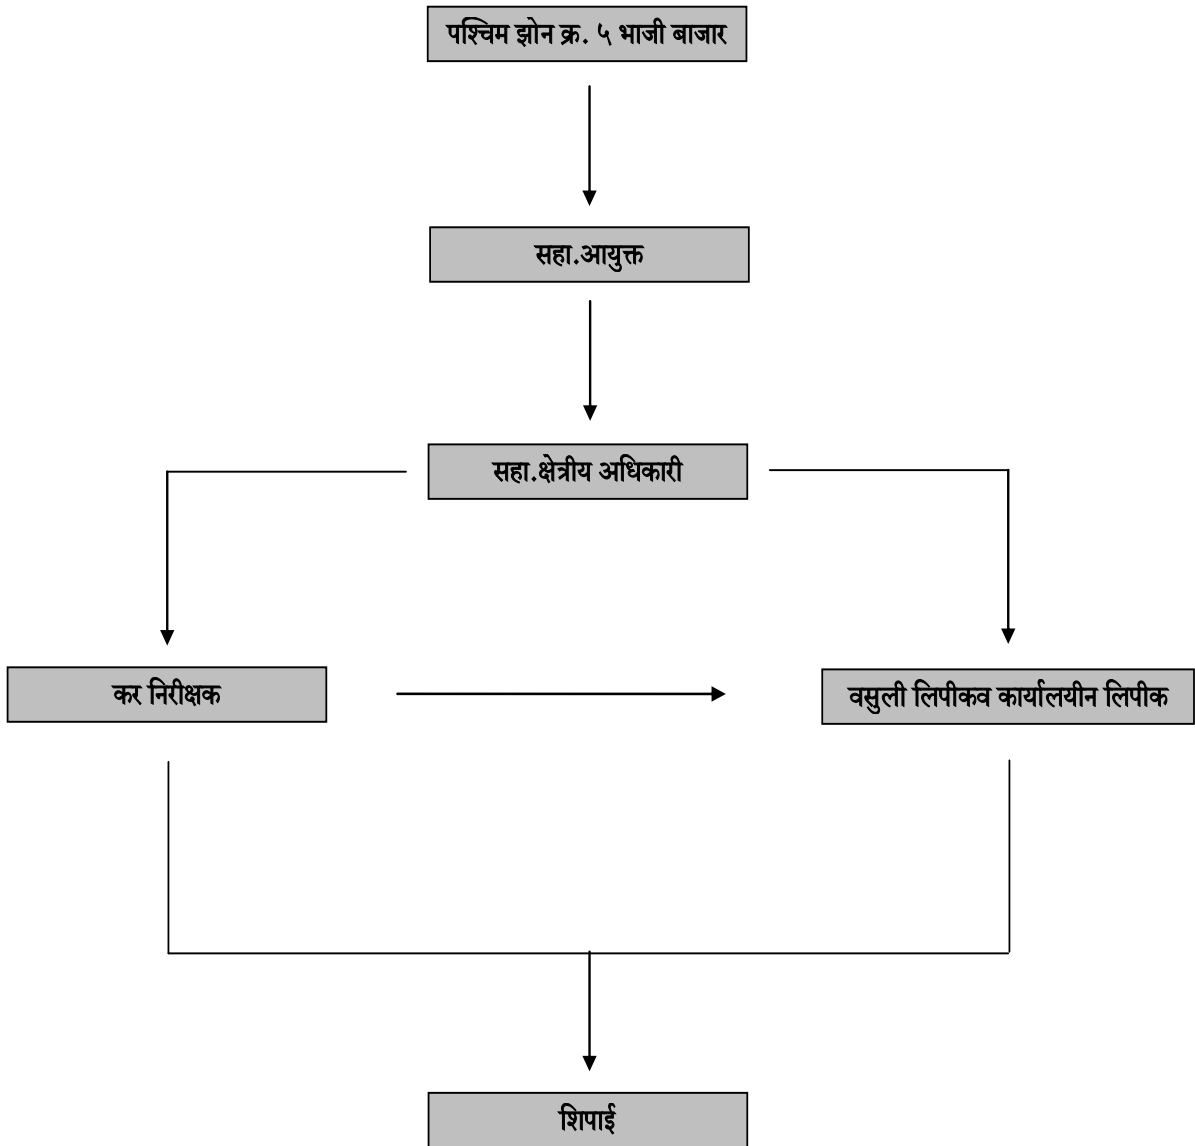 पश्चिम झोन क्र. ५ भाजी बाजार
सहा.आयुक्त
सहा.क्षेत्रीय अधिकारी
कर निरीक्षक
वसुली लिपीकव कार्यालयीन लिपीक
शिपाई